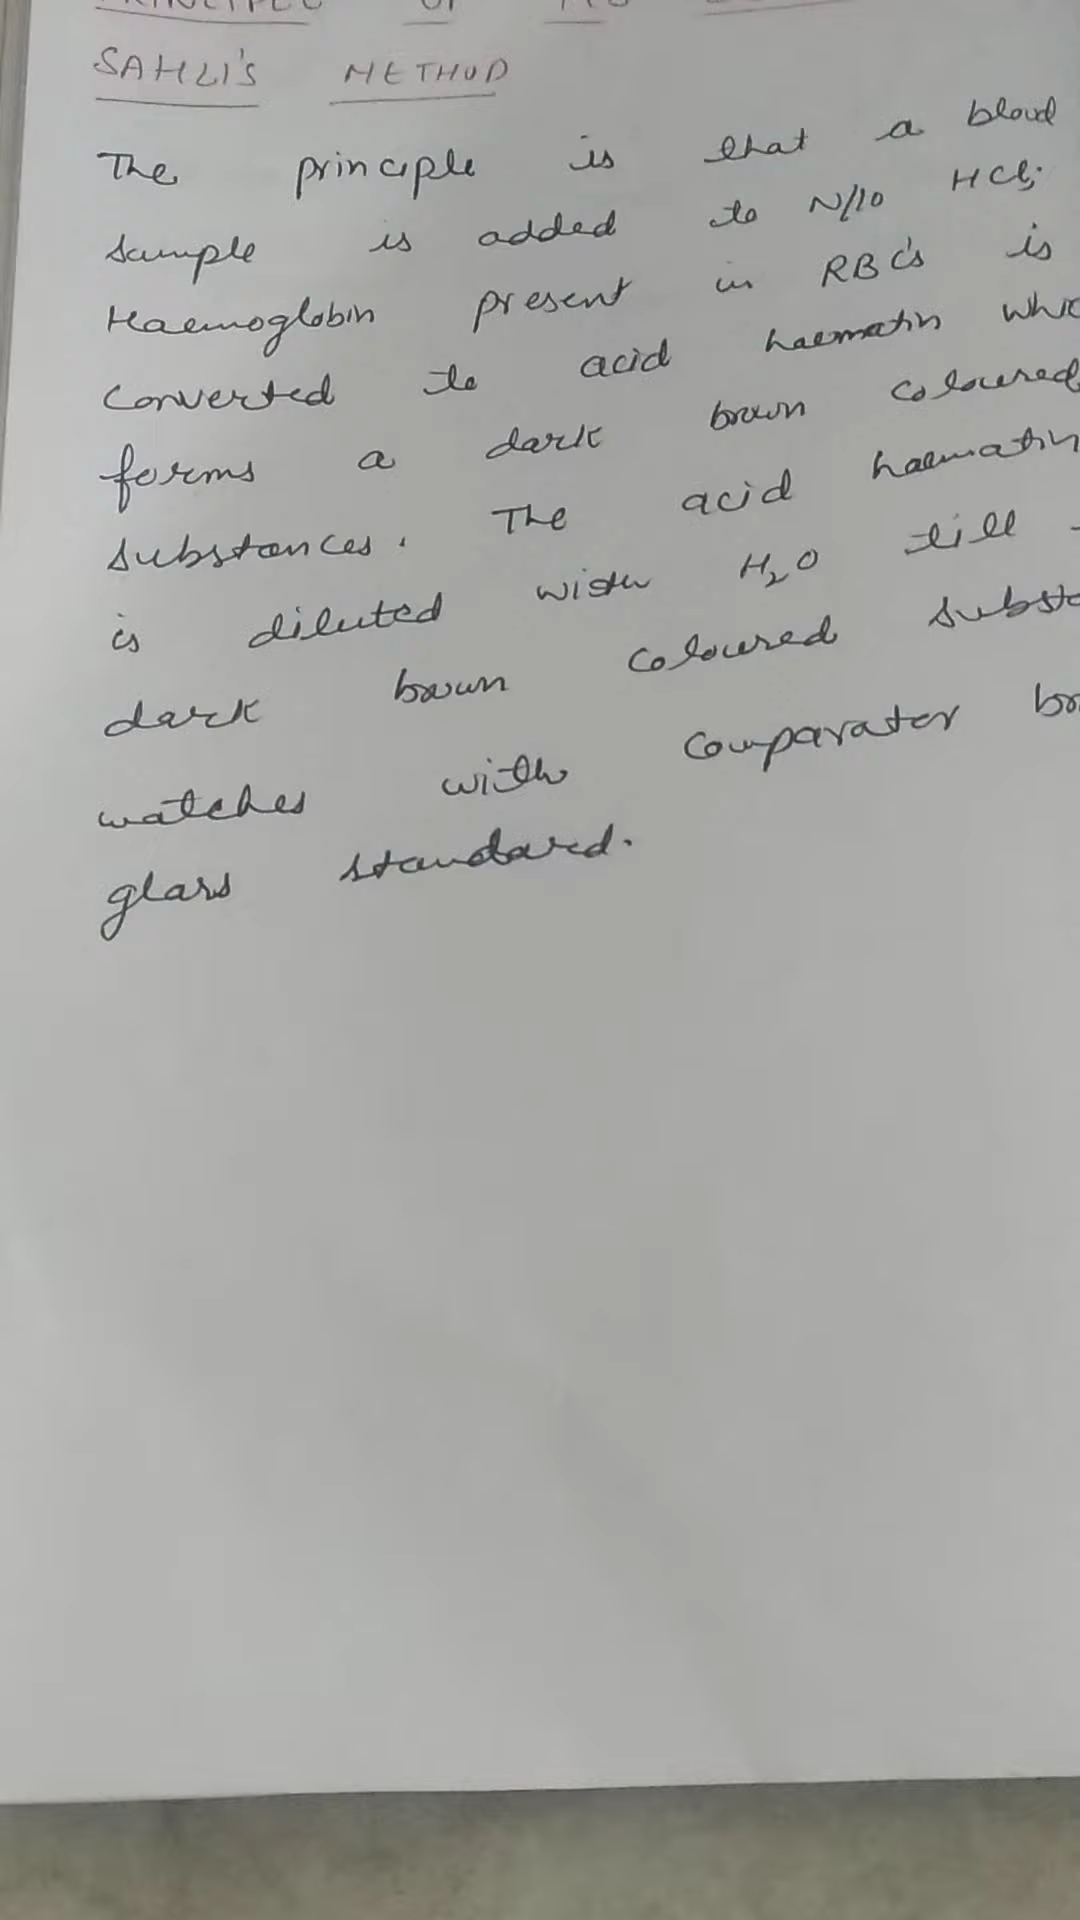 SAHLI'S METHOD
The principle is that a blood
sample is added to N/10 HCl;
Haemoglobin present in RBC's is
converted to acid haematin
forms a dark brown coloured
substances. The acid haematin
is diluted with H₂O till
dark brown coloured
matches with comparater
glass standard.